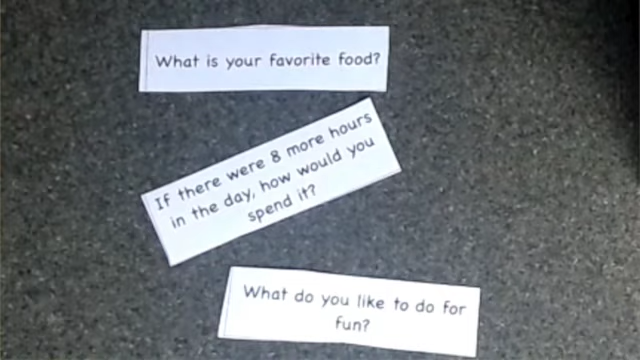 What is your favorite food?
If there were 8 more hours
in the day, how would you
spend it?
What do you like to do for
fun?